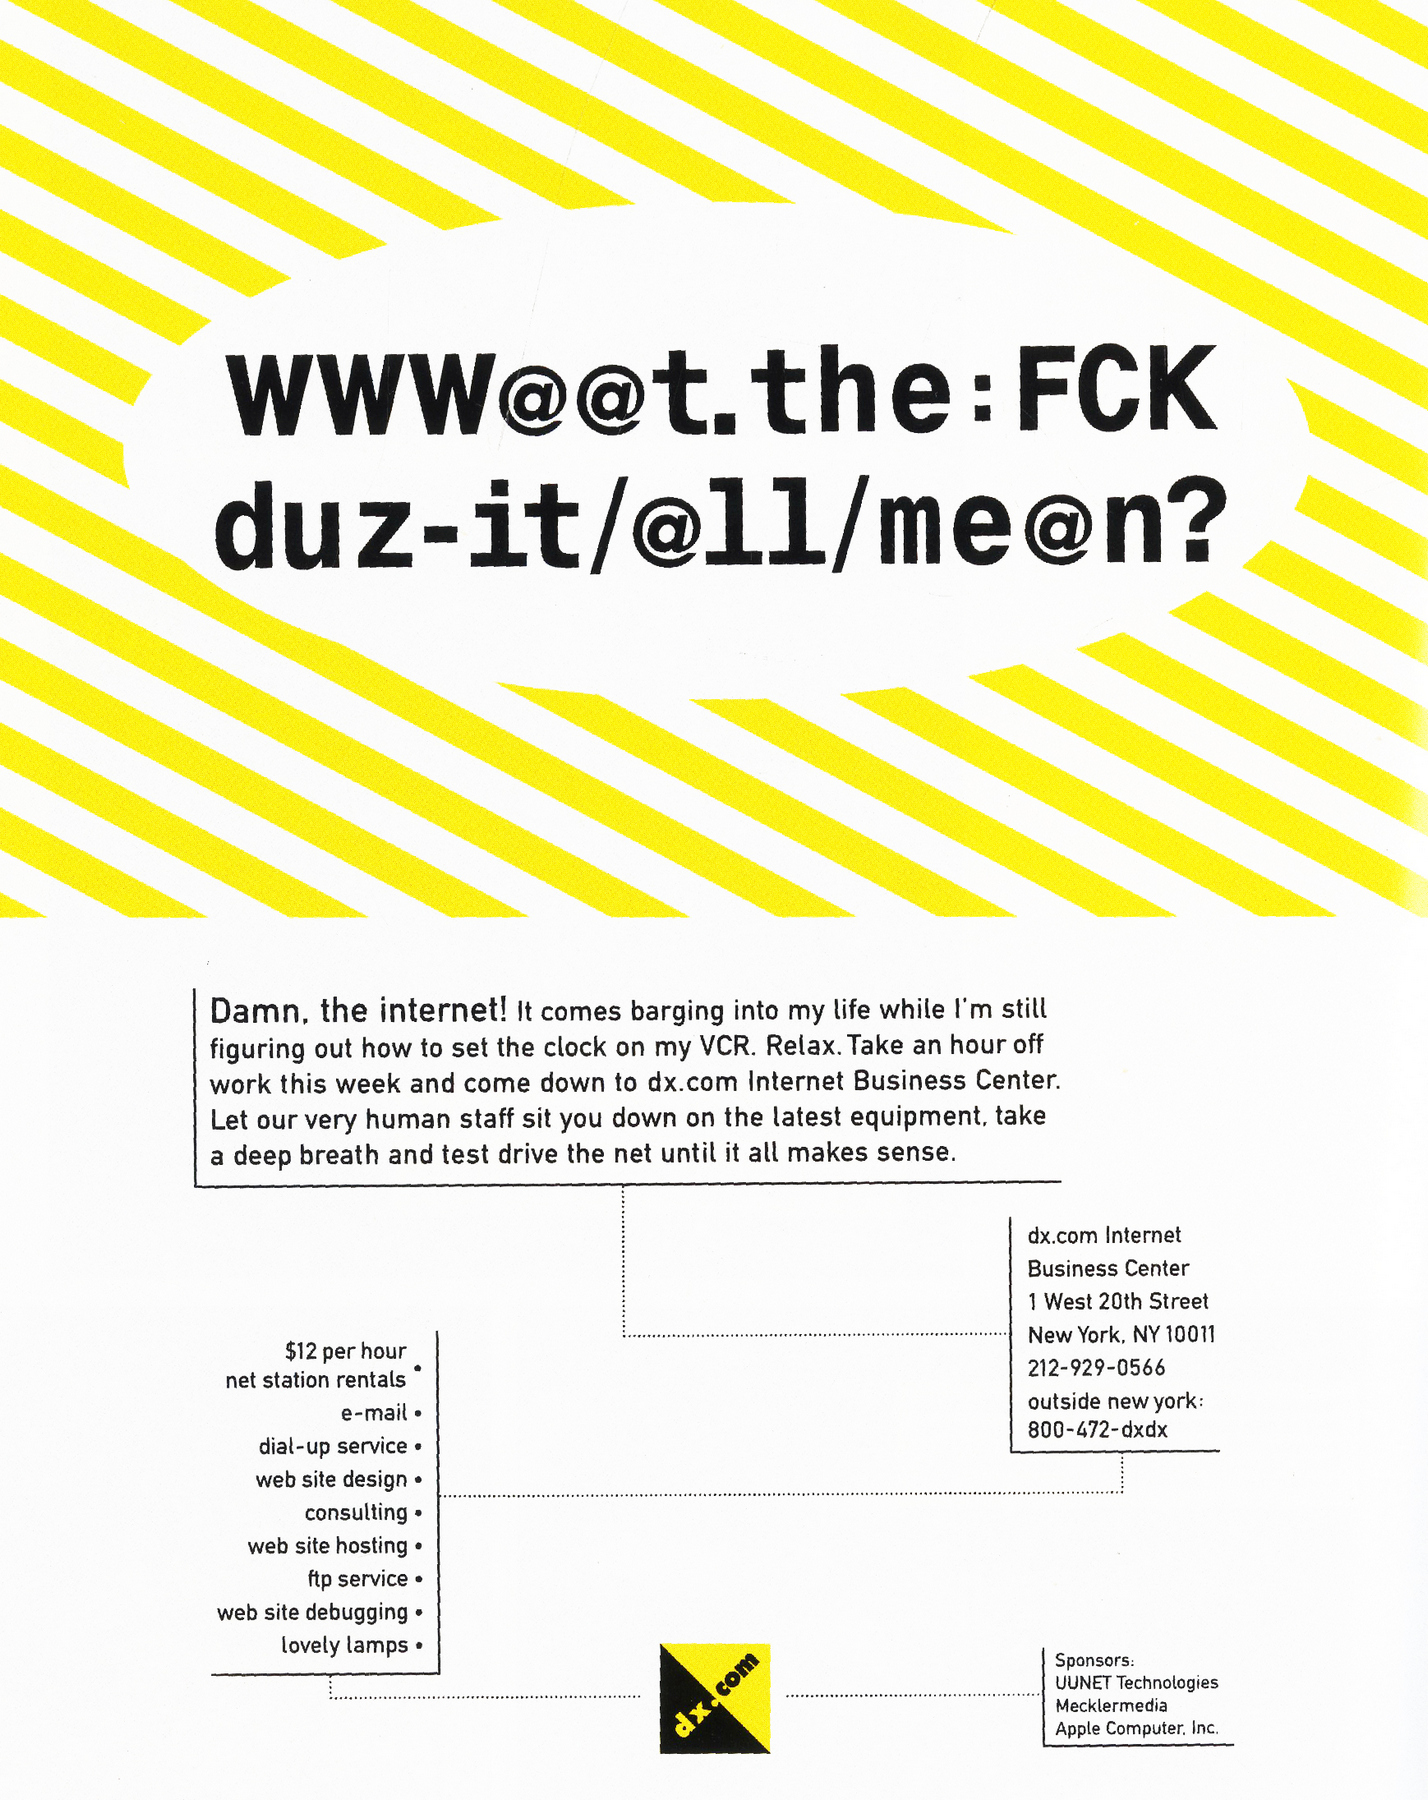 WWW@@t.the:FCK
duz-it/@ll/me@n?
Damn, the internet! It comes barging into my life while I'm still
figuring out how to set the clock on my VCR. Relax. Take an hour off
work this week and come down to dx.com Internet Business Center.
Let our very human staff sit you down on the latest equipment, take
a deep breath and test drive the net until it all makes sense.
dx.com Internet
Business Center
1 West 20th Street
New York, NY 10011
212-929-0566
outside new york:
800-472-dxdx
$12 per hour
net station rentals •
e-mail •
dial-up service •
web site design •
consulting •
web site hosting •
ftp service •
web site debugging •
lovely lamps •
dx.com
Sponsors:
UUNET Technologies
Mecklermedia
Apple Computer, Inc.